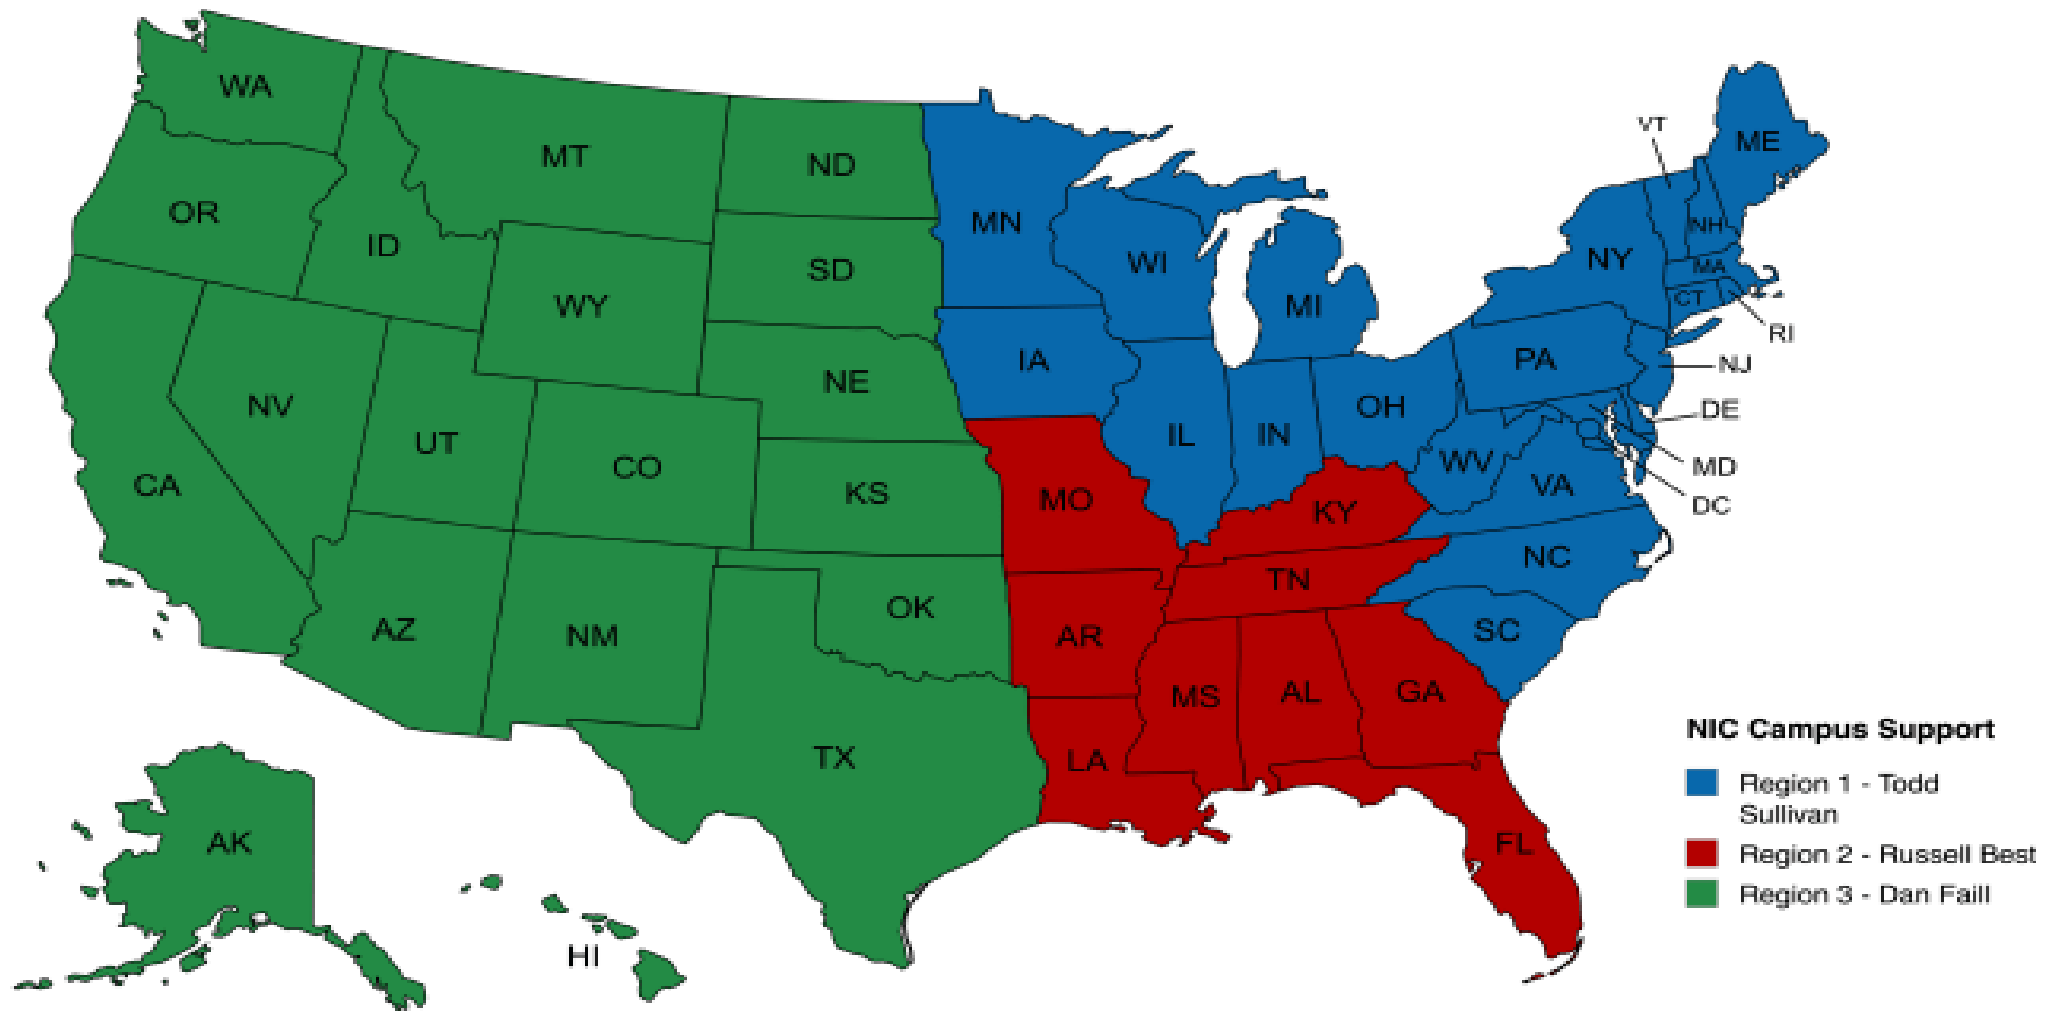 WA
MT
ND
OR
ID
MN
VT
ME
NH
WI
NY
SD
MA
WY
MI
CT
RI
IA
PA
NJ
NE
NV
OH
DE
UT
IL
IN
CO
WV
MD
CA
KS
MO
VA
DC
KY
NC
TN
OK
AZ
NM
AR
SC
MS
AL
GA
TX
LA
NIC Campus Support
Region 1 - Todd
Sullivan
AK
FL
Region 2 - Russell Best
Region 3 - Dan Faill
HI